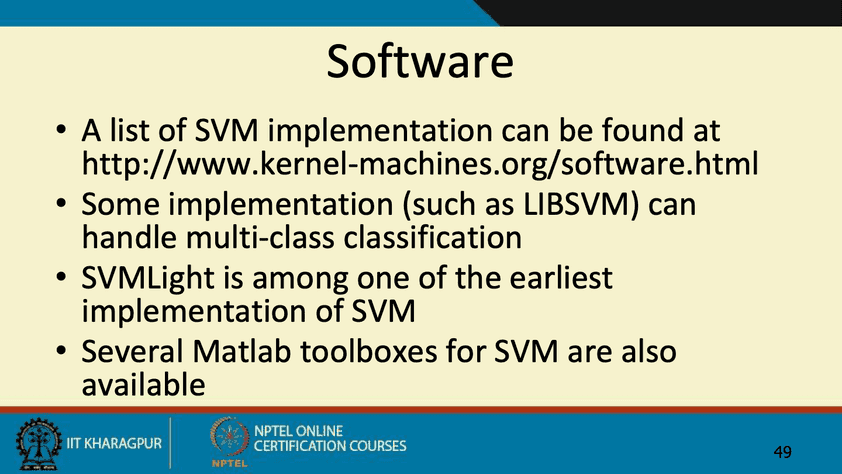 Software
• A list of SVM implementation can be found at
http://www.kernel-machines.org/software.html
• Some implementation (such as LIBSVM) can
handle multi-class classification
• SVMLight is among one of the earliest
implementation of SVM
• Several Matlab toolboxes for SVM are also
available
IIT KHARAGPUR
NPTEL
NPTEL ONLINE
CERTIFICATION COURSES
49